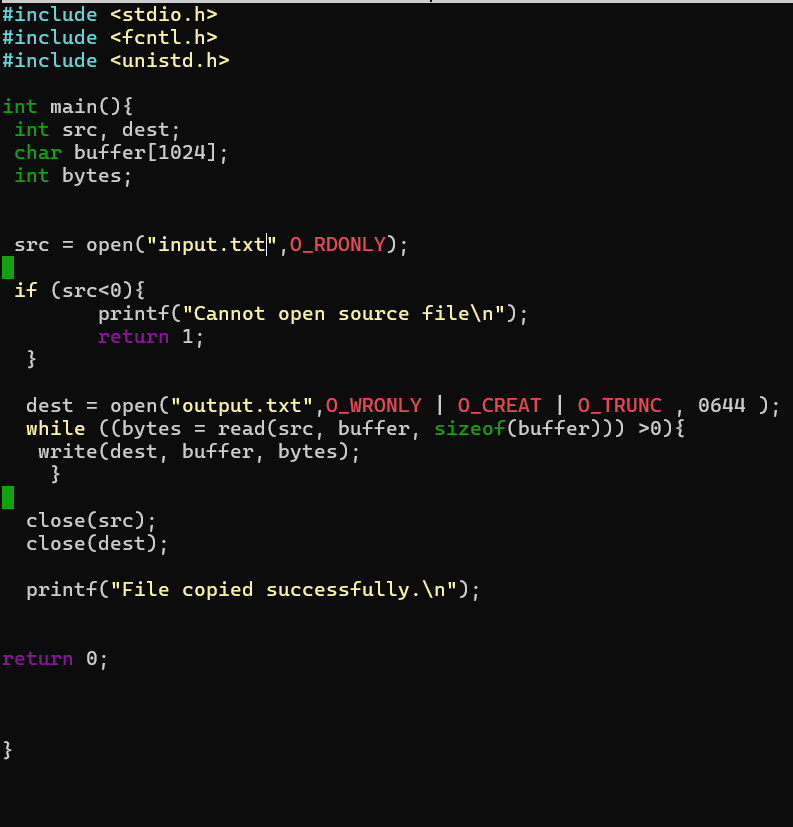 #include <stdio.h>
#include <fcntl.h>
#include <unistd.h>
int main(){
int src, dest;
char buffer[1024];
int bytes;
src = open("input.txt",O_RDONLY);
if (src<0){
printf("Cannot open source file\n");
return 1;
}
dest = open("output.txt",O_WRONLY | O_CREAT | O_TRUNC , 0644 );
while ((bytes = read(src, buffer, sizeof(buffer))) >0){
write(dest, buffer, bytes);
}
close(src);
close(dest);
printf("File copied successfully.\n");
return 0;
}